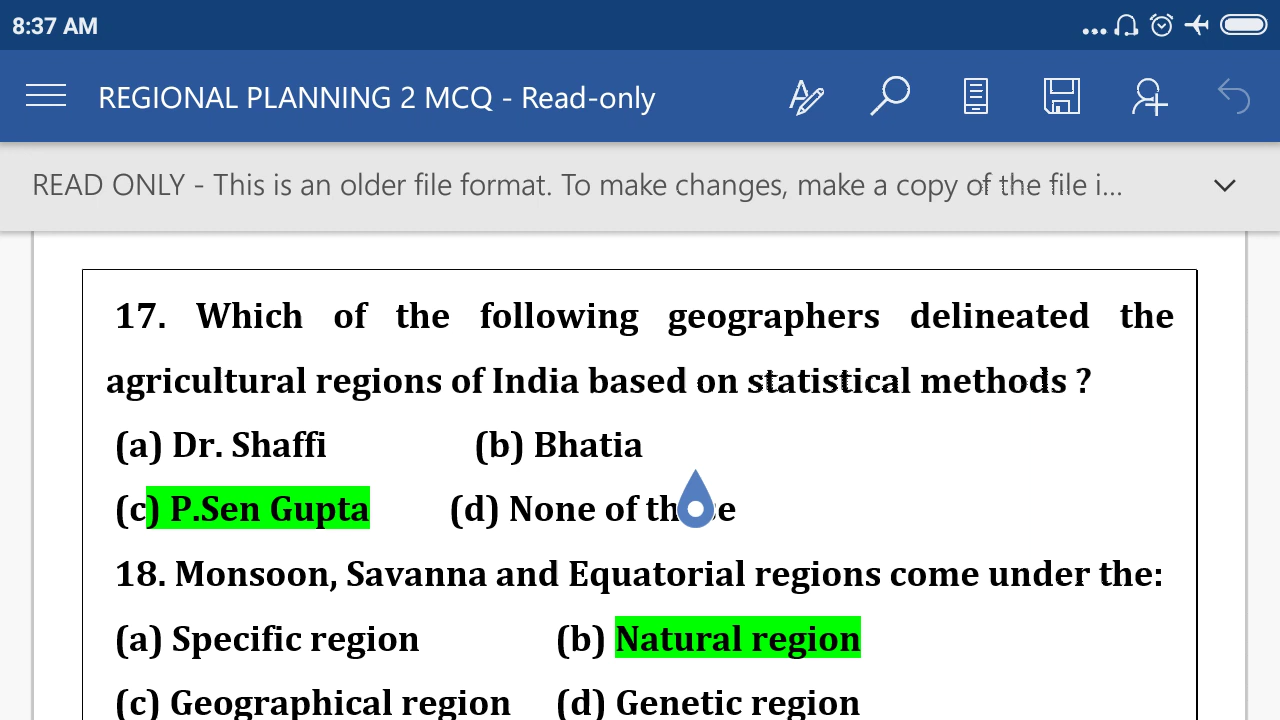 8:37 AM
REGIONAL PLANNING 2 MCQ - Read-only
READ ONLY - This is an older file format. To make changes, make a copy of the file i...
17. Which of the following geographers delineated the
agricultural regions of India based on statistical methods ?
(a) Dr. Shaffi (b) Bhatia
(c) P.Sen Gupta (d) None of
18. Monsoon, Savanna and Equatorial regions come under the:
(a) Specific region (b) Natural region
(c) Geographical region (d) Genetic region